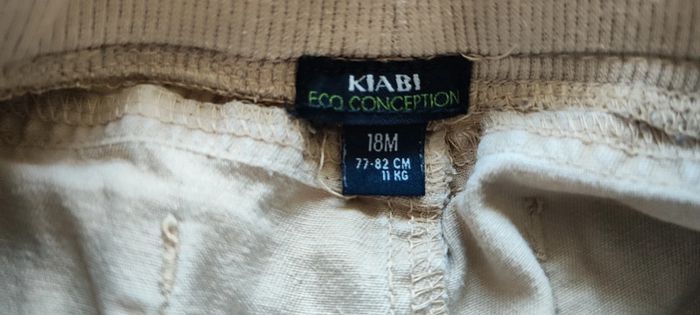 KIABI
ECO CONCEPTION
18M
77-82 CM
11 KG